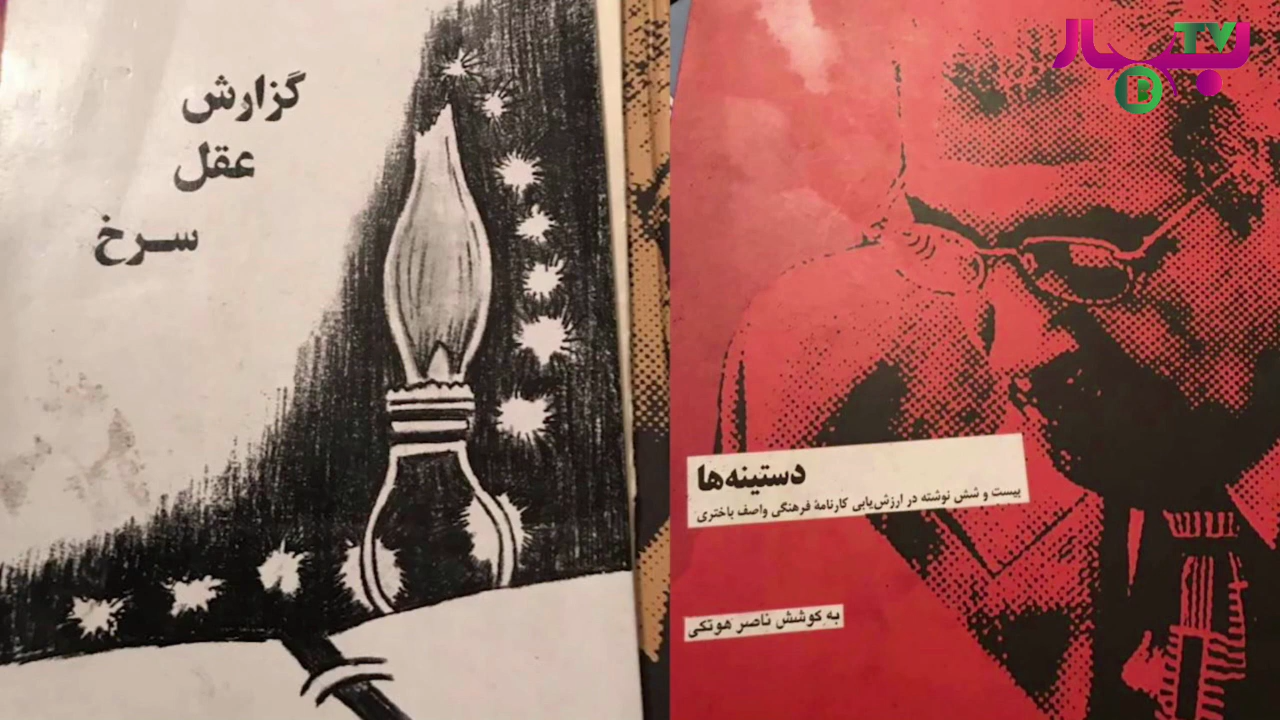 گزارش
عقل
سرخ
بهار
TV
B
دستینه‌ها
بیست و شش نوشته در ارزش‌یابی کارنامهٔ فرهنگی واصف باختری
به کوشش ناصر هوتکی